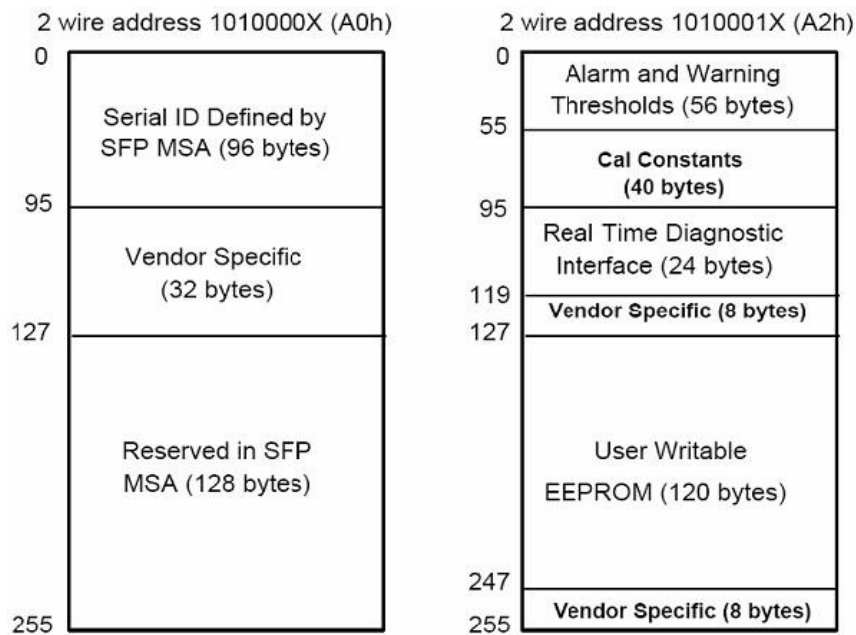 2 wire address 1010000X (A0h)
0
Serial ID Defined by
SFP MSA (96 bytes)
95
Vendor Specific
(32 bytes)
127
Reserved in SFP
MSA (128 bytes)
255
2 wire address 1010001X (A2h)
0
Alarm and Warning
Thresholds (56 bytes)
55
Cal Constants
(40 bytes)
95
Real Time Diagnostic
Interface (24 bytes)
119
Vendor Specific (8 bytes)
127
User Writable
EEPROM (120 bytes)
247
Vendor Specific (8 bytes)
255